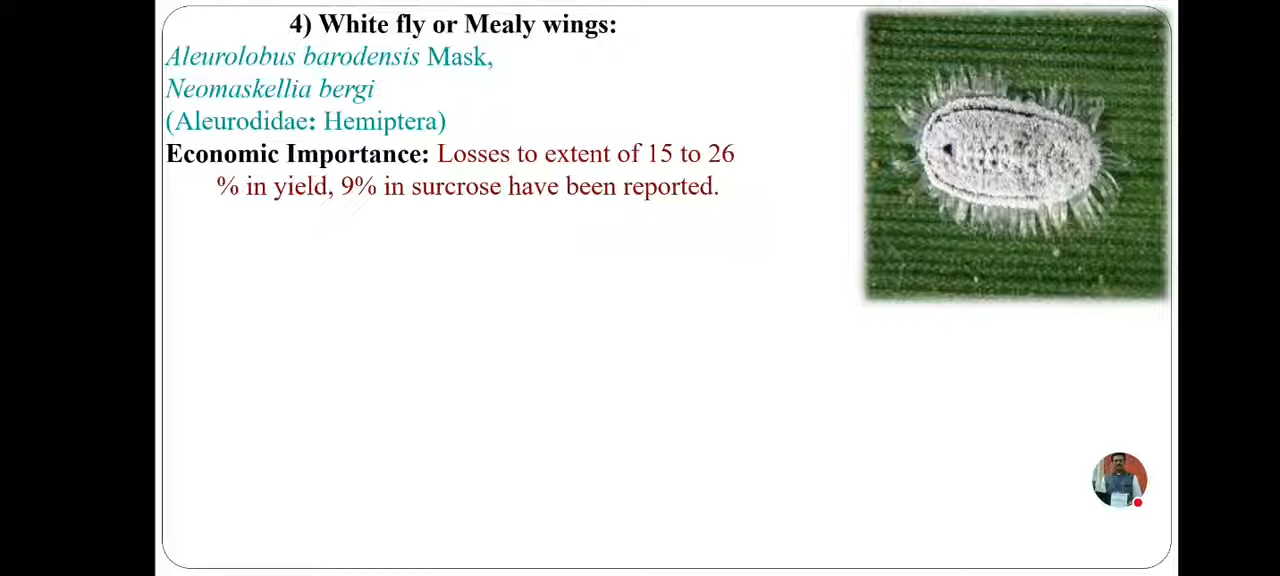 4) White fly or Mealy wings:
Aleurolobus barodensis Mask,
Neomaskellia bergi
(Aleurodidae: Hemiptera)
Economic Importance: Losses to extent of 15 to 26
% in yield, 9% in surcrose have been reported.